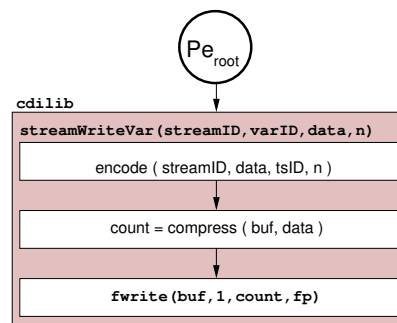 Pe root
cdilib
streamWriteVar(streamID,varID,data,n)
encode ( streamID, data, tsID, n )
count = compress ( buf, data )
fwrite(buf,1,count,fp)